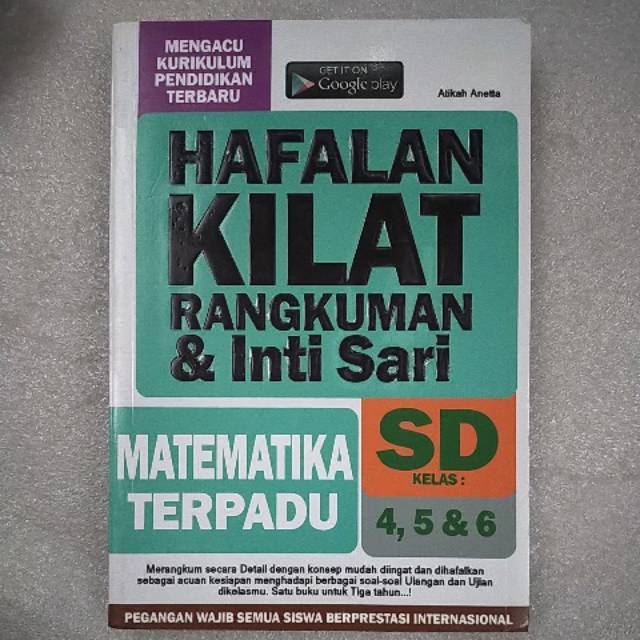 MENGACU
KURIKULUM
PENDIDIKAN
TERBARU
GET IT ON
Google play
Atikah Anetta
HAFALAN
KILAT
RANGKUMAN
& Inti Sari
MATEMATIKA
TERPADU
SD
KELAS :
4, 5 & 6
Merangkum secara Detail dengan konsep mudah diingat dan dihafalkan
sebagai acuan kesiapan menghadapi berbagai soal-soal Ulangan dan Ujian
dikelasmu. Satu buku untuk Tiga tahun...!
PEGANGAN WAJIB SEMUA SISWA BERPRESTASI INTERNASIONAL